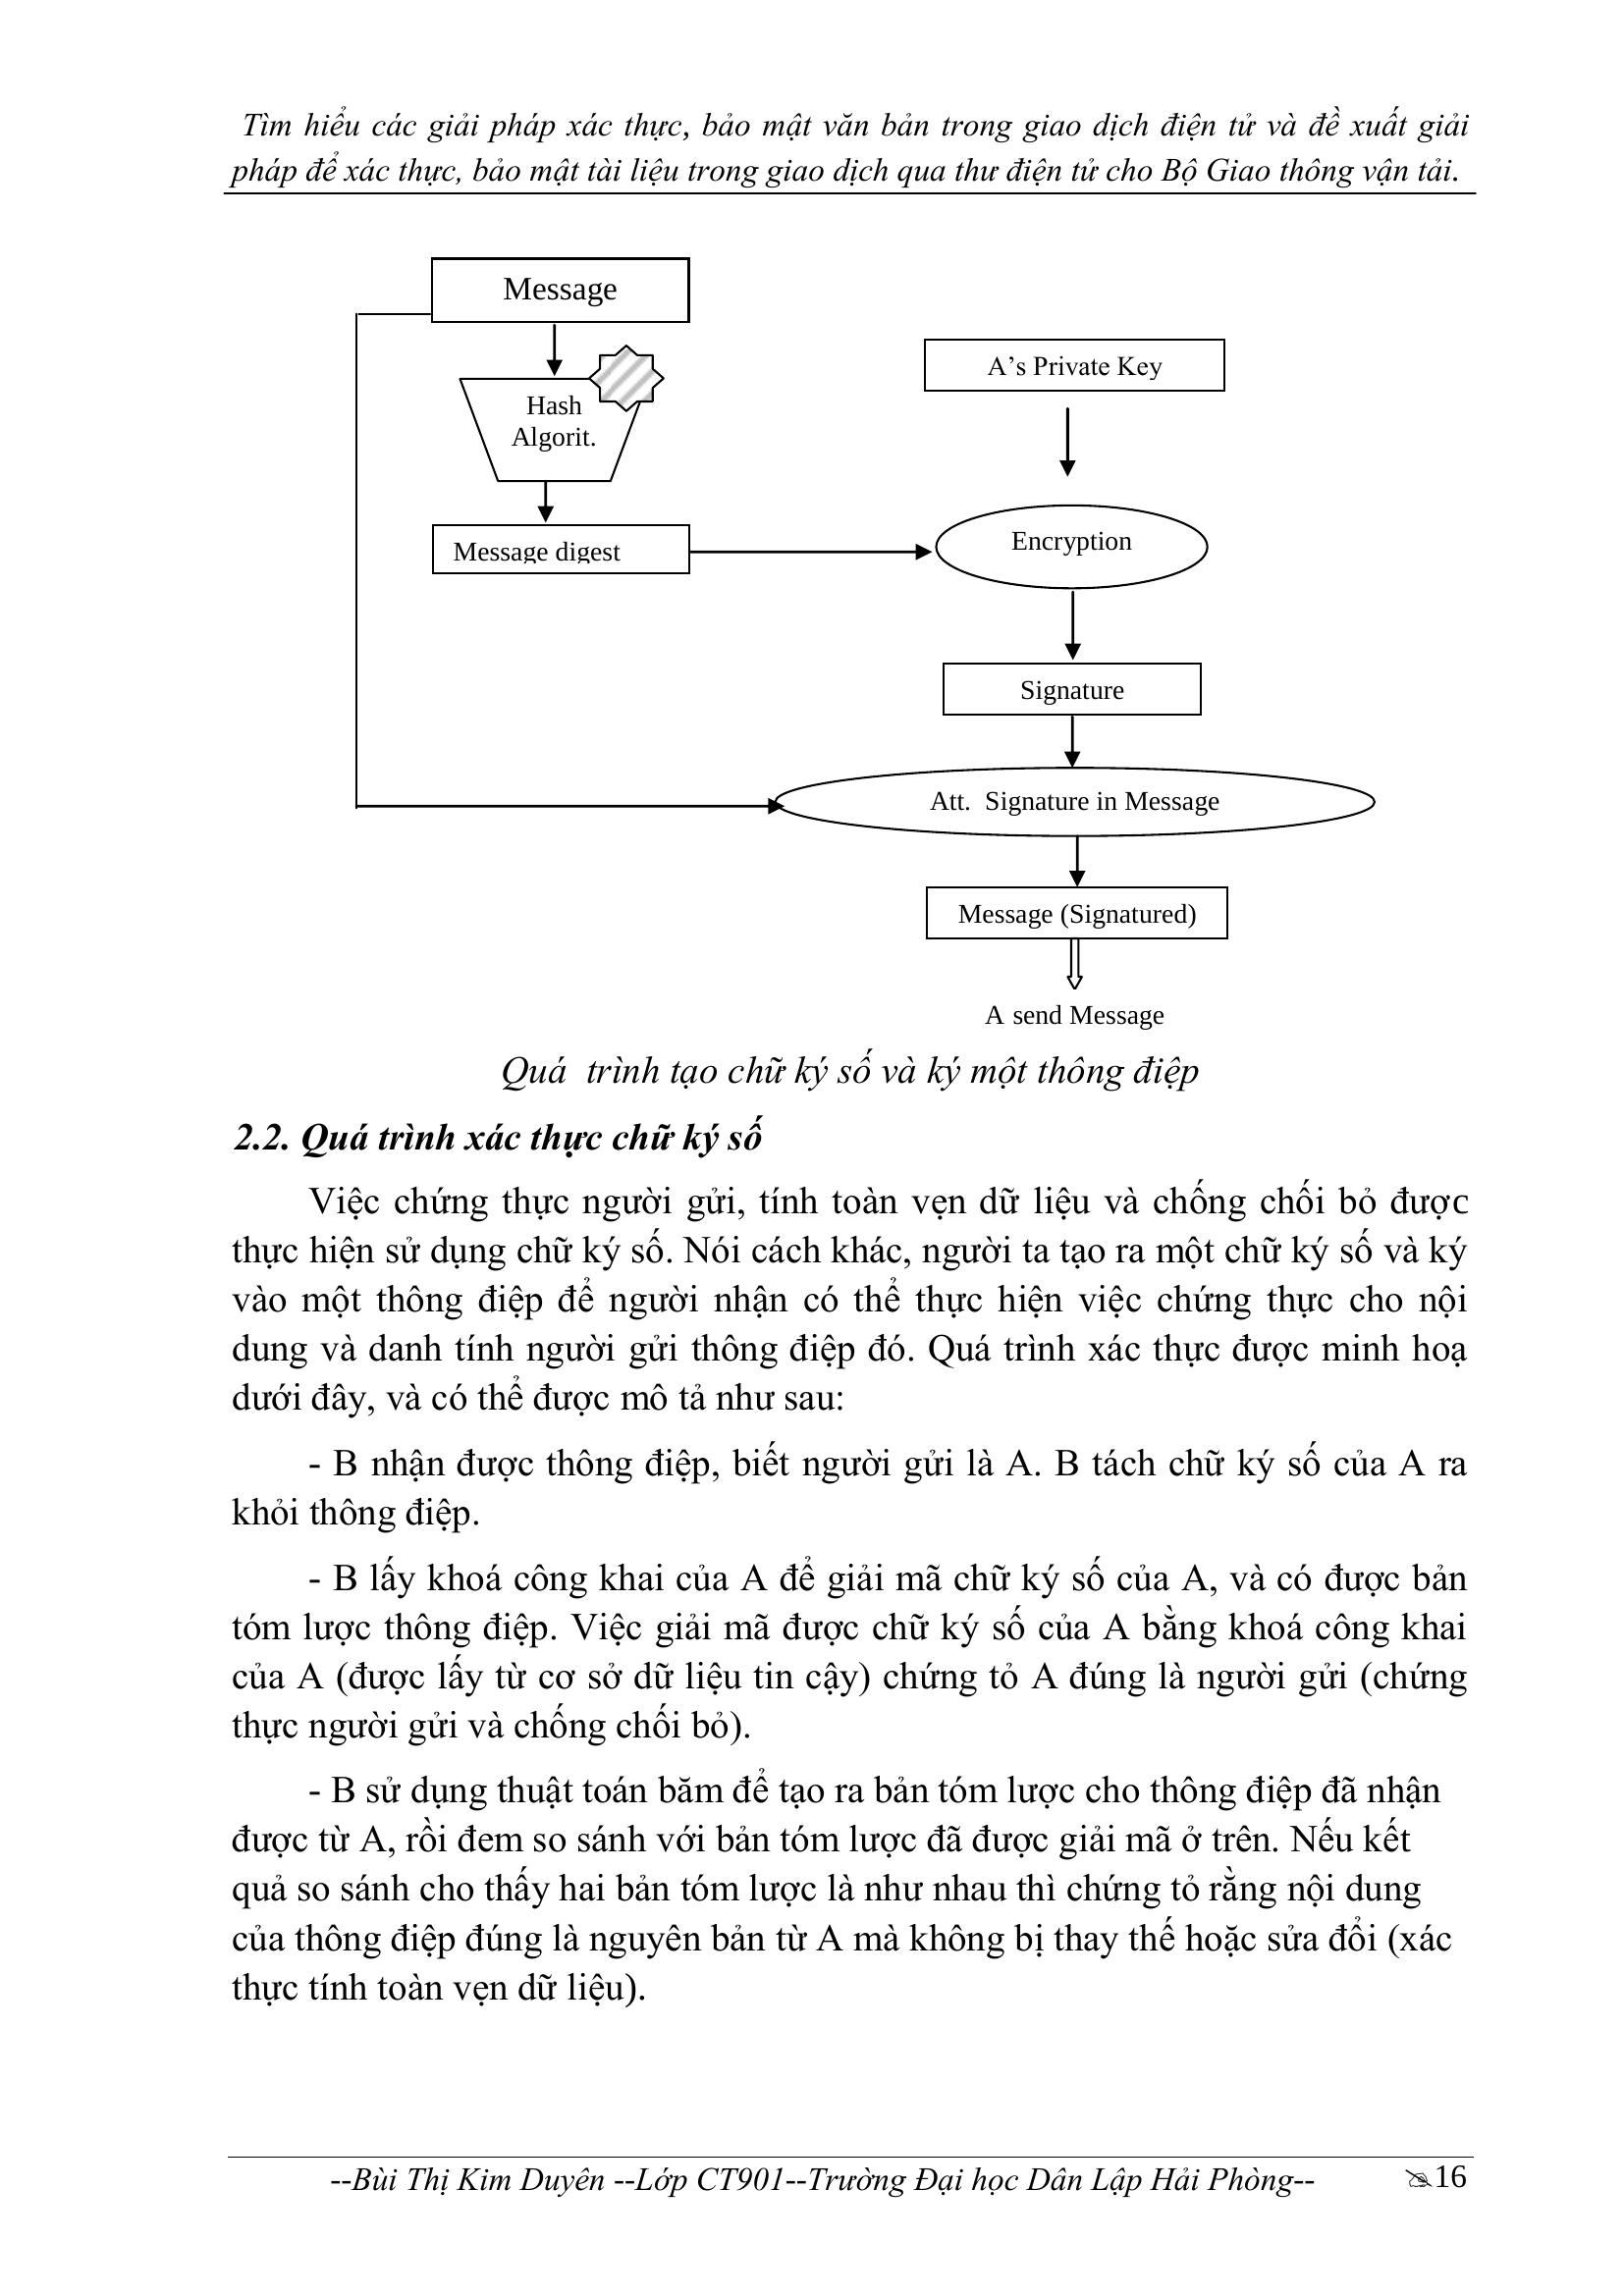 Tìm hiểu các giải pháp xác thực, bảo mật văn bản trong giao dịch điện tử và đề xuất giải
pháp để xác thực, bảo mật tài liệu trong giao dịch qua thư điện tử cho Bộ Giao thông vận tải.
Message
A’s Private Key
Hash
Algorit.
Encryption
Message digest
Signature
Att.  Signature in Message
Message (Signatured)
A send Message
Quá  trình tạo chữ ký số và ký một thông điệp
2.2. Quá trình xác thực chữ ký số
Việc chứng thực người gửi, tính toàn vẹn dữ liệu và chống chối bỏ được
thực hiện sử dụng chữ ký số. Nói cách khác, người ta tạo ra một chữ ký số và ký
vào một thông điệp để người nhận có thể thực hiện việc chứng thực cho nội
dung và danh tính người gửi thông điệp đó. Quá trình xác thực được minh hoạ
dưới đây, và có thể được mô tả như sau:
- B nhận được thông điệp, biết người gửi là A. B tách chữ ký số của A ra
khỏi thông điệp.
- B lấy khoá công khai của A để giải mã chữ ký số của A, và có được bản
tóm lược thông điệp. Việc giải mã được chữ ký số của A bằng khoá công khai
của A (được lấy từ cơ sở dữ liệu tin cậy) chứng tỏ A đúng là người gửi (chứng
thực người gửi và chống chối bỏ).
- B sử dụng thuật toán băm để tạo ra bản tóm lược cho thông điệp đã nhận
được từ A, rồi đem so sánh với bản tóm lược đã được giải mã ở trên. Nếu kết
quả so sánh cho thấy hai bản tóm lược là như nhau thì chứng tỏ rằng nội dung
của thông điệp đúng là nguyên bản từ A mà không bị thay thế hoặc sửa đổi (xác
thực tính toàn vẹn dữ liệu).
--Bùi Thị Kim Duyên --Lớp CT901--Trường Đại học Dân Lập Hải Phòng-- 16